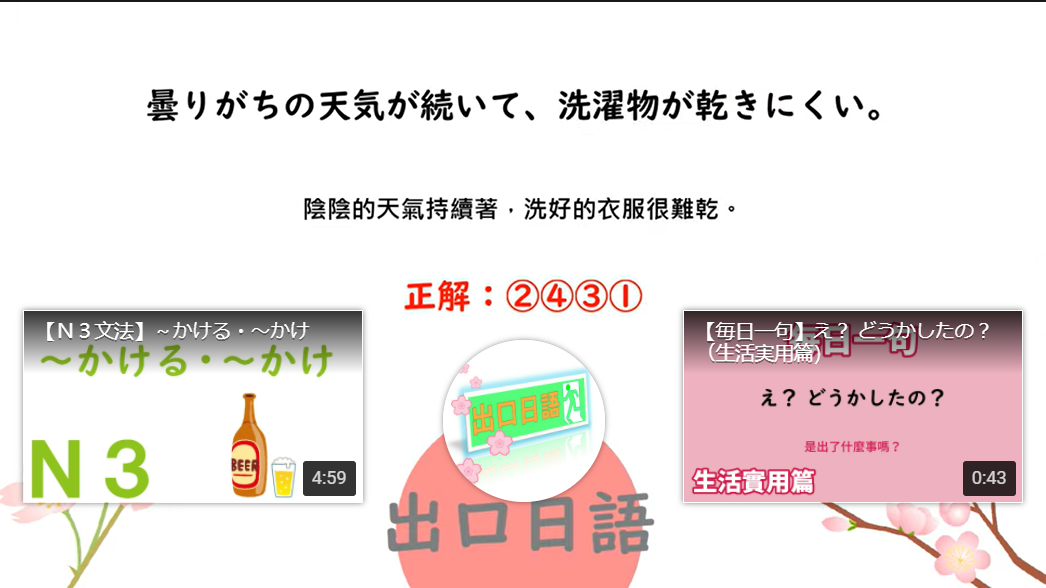 曇りがちの天気が続いて、洗濯物が乾きにくい。
陰陰的天氣持續著，洗好的衣服很難乾。
正解：②④③①
【Ｎ３文法】～かける・～かけ
～かける・～かけ
N3
BEER
4:59
出口日語
出口日語
【毎日一句】え？ どうかしたの？
（生活実用篇）
毎日一句
え？ どうかしたの？
是出了什麼事嗎？
生活實用篇
0:43